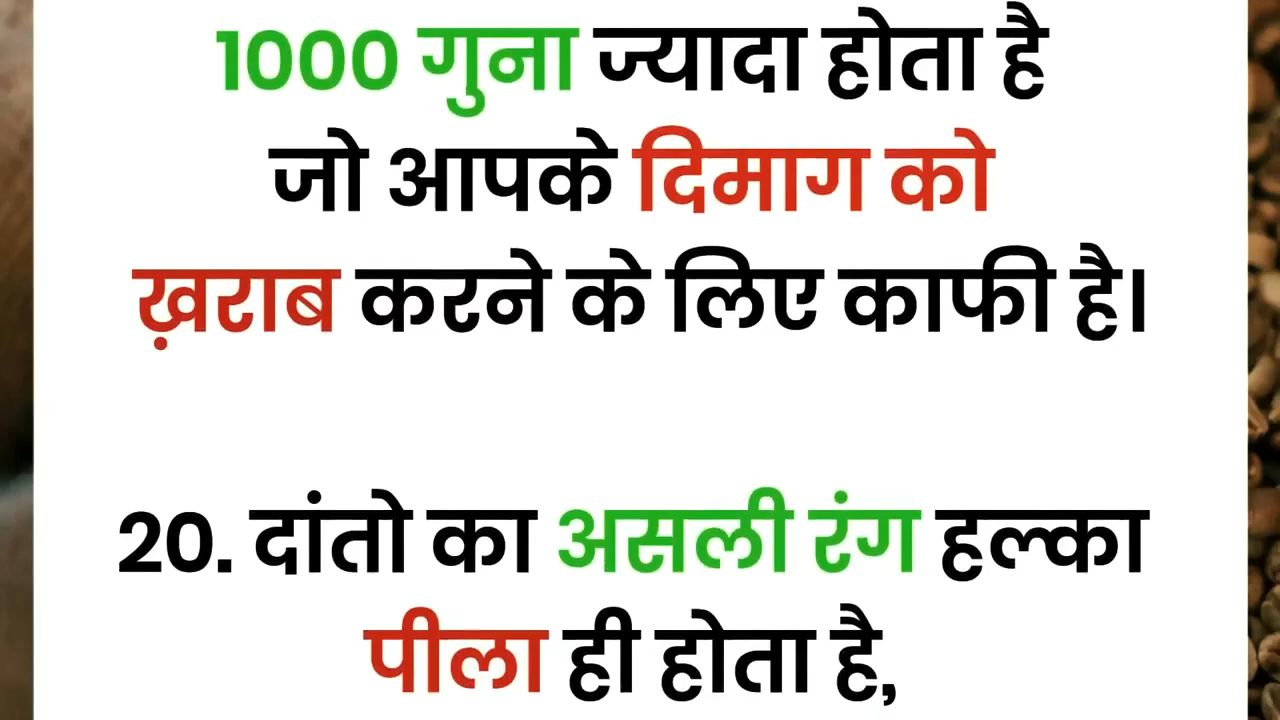 1000 गुना ज्यादा होता है
जो आपके दिमाग को
ख़राब करने के लिए काफी है।
20. दांतो का असली रंग हल्का
पीला ही होता है,